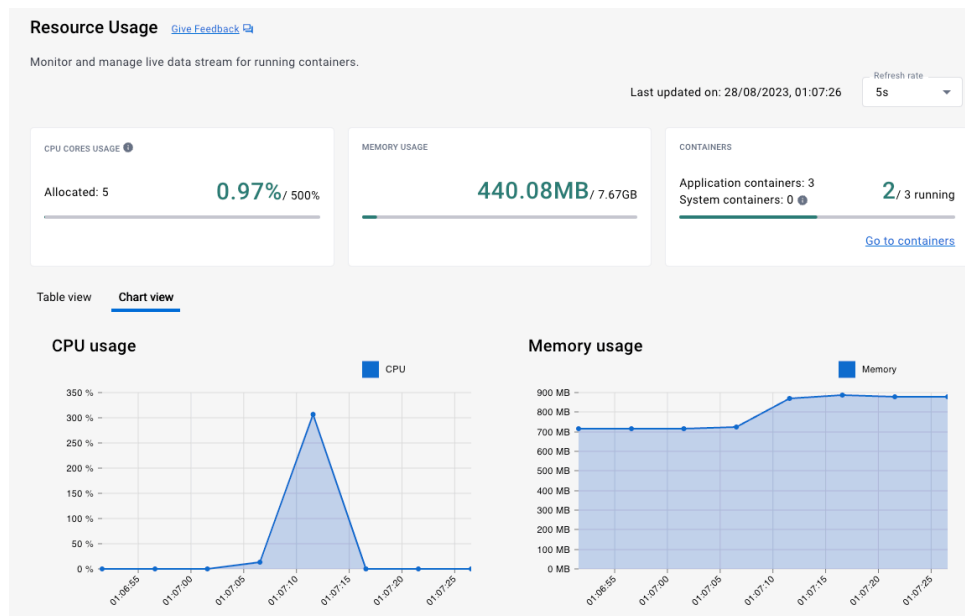 Resource Usage Give Feedback
Monitor and manage live data stream for running containers.
Refresh rate
Last updated on: 28/08/2023, 01:07:26 5s
CPU CORES USAGE
Allocated: 5 0.97%/ 500%
MEMORY USAGE
440.08MB/ 7.67GB
CONTAINERS
Application containers: 3
System containers: 0
2/ 3 running
Go to containers
Table view Chart view
CPU usage
CPU
350 %
300 %
250 %
200 %
150 %
100 %
50 %
0 %
01:06:55 01:07:00 01:07:05 01:07:10 01:07:15 01:07:20 01:07:25
Memory usage
Memory
900 MB
800 MB
700 MB
600 MB
500 MB
400 MB
300 MB
200 MB
100 MB
0 MB
01:06:55 01:07:00 01:07:05 01:07:10 01:07:15 01:07:20 01:07:25